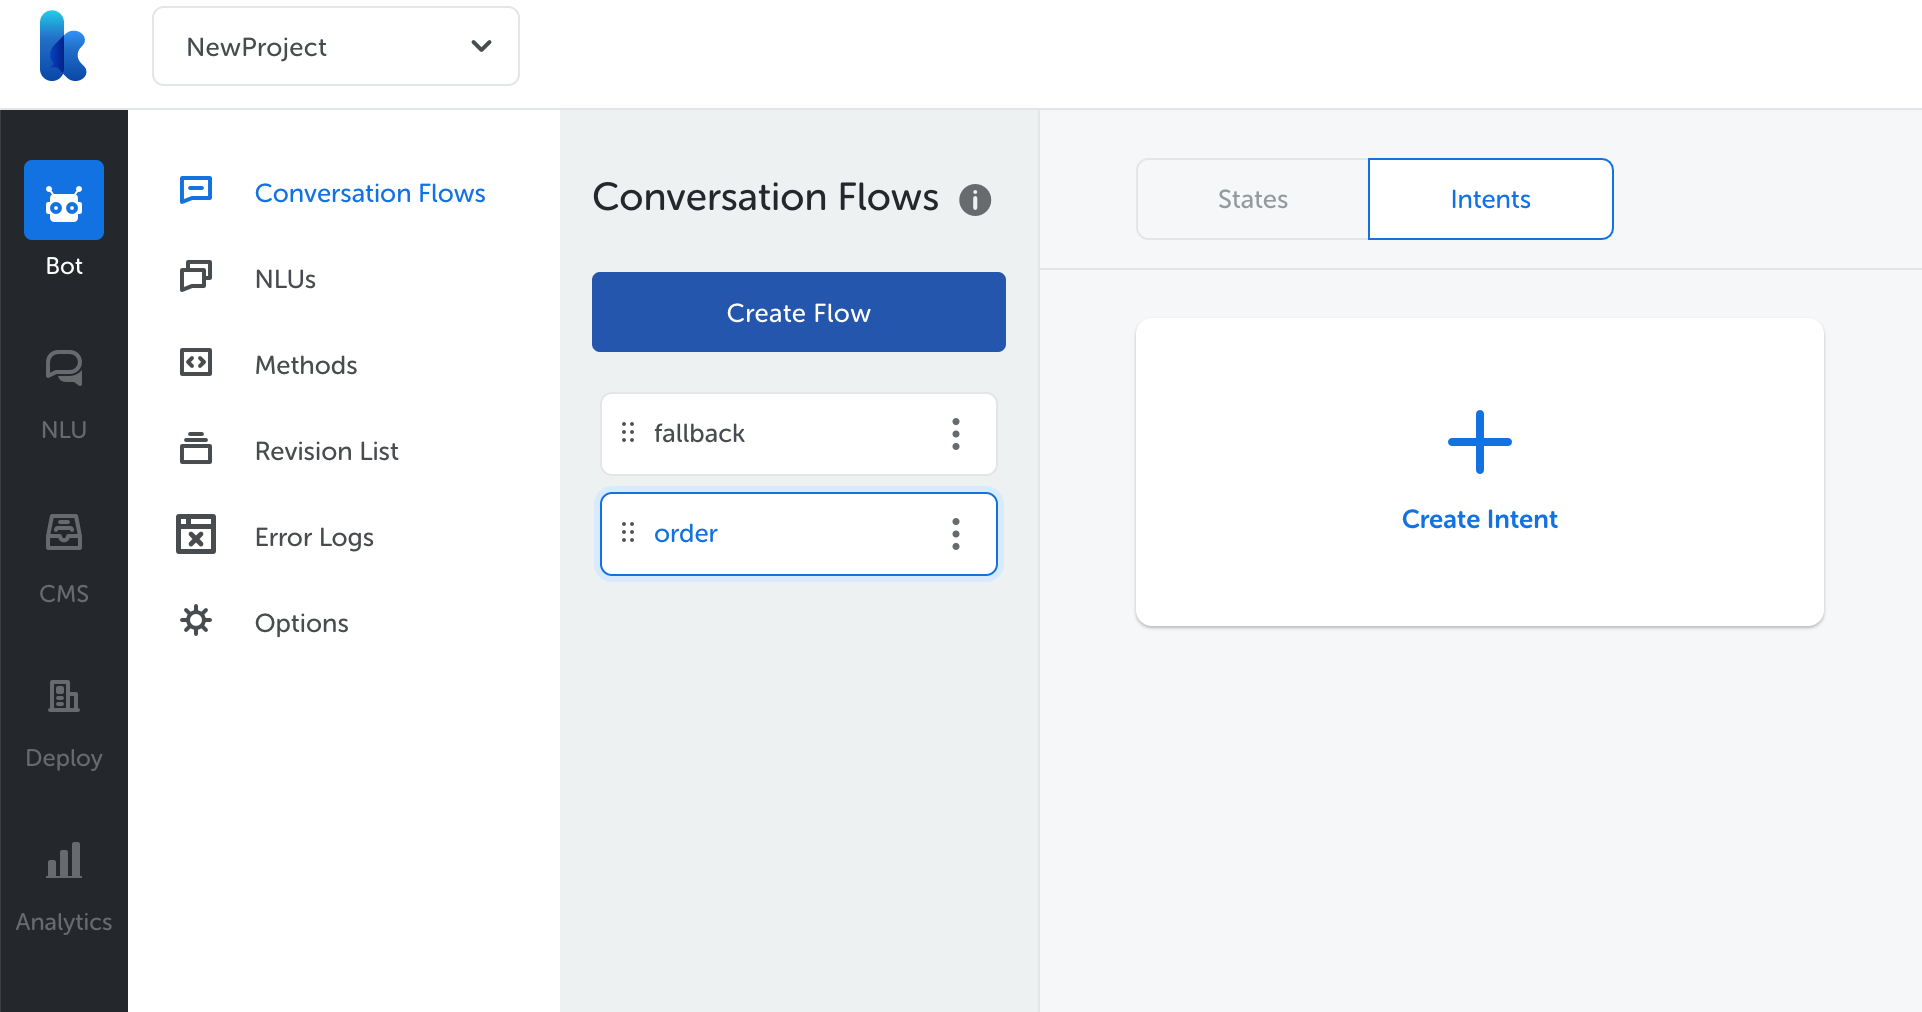 NewProject
Bot
NLU
CMS
Deploy
Analytics
Conversation Flows
NLUs
Methods
Revision List
Error Logs
Options
Conversation Flows
Create Flow
fallback
order
States
Intents
Create Intent